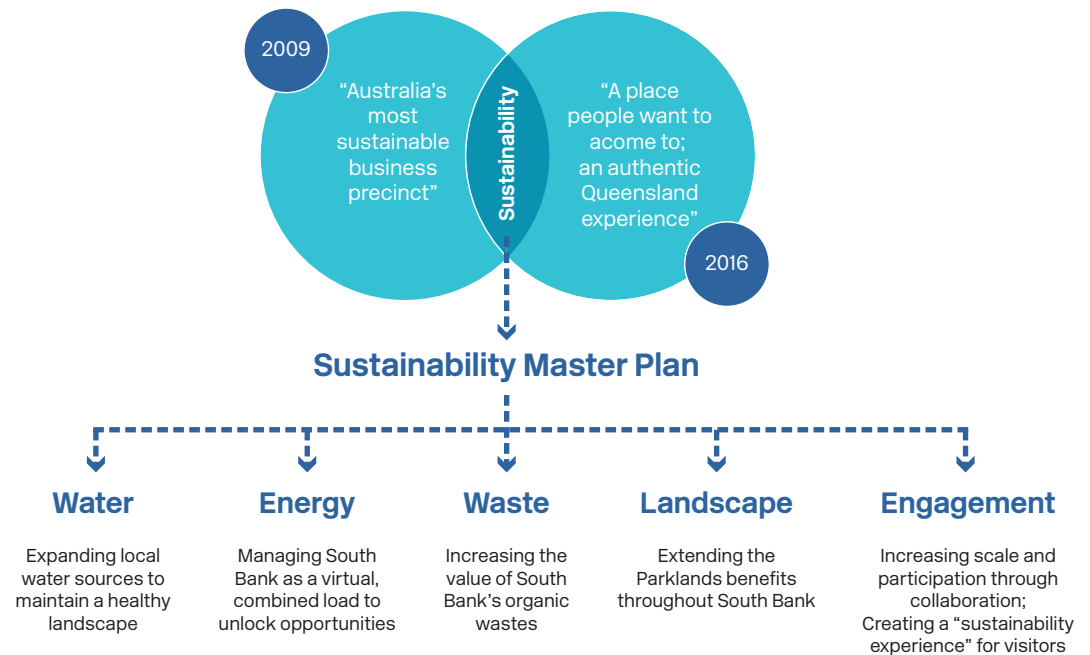 2009
“Australia’s
most
sustainable
business
precinct”
Sustainability
“A place
people want to
acome to;
an authentic
Queensland
experience”
2016
Sustainability Master Plan
Water
Expanding local
water sources to
maintain a healthy
landscape
Energy
Managing South
Bank as a virtual,
combined load to
unlock opportunities
Waste
Increasing the
value of South
Bank’s organic
wastes
Landscape
Extending the
Parklands benefits
throughout South Bank
Engagement
Increasing scale and
participation through
collaboration;
Creating a “sustainability
experience” for visitors